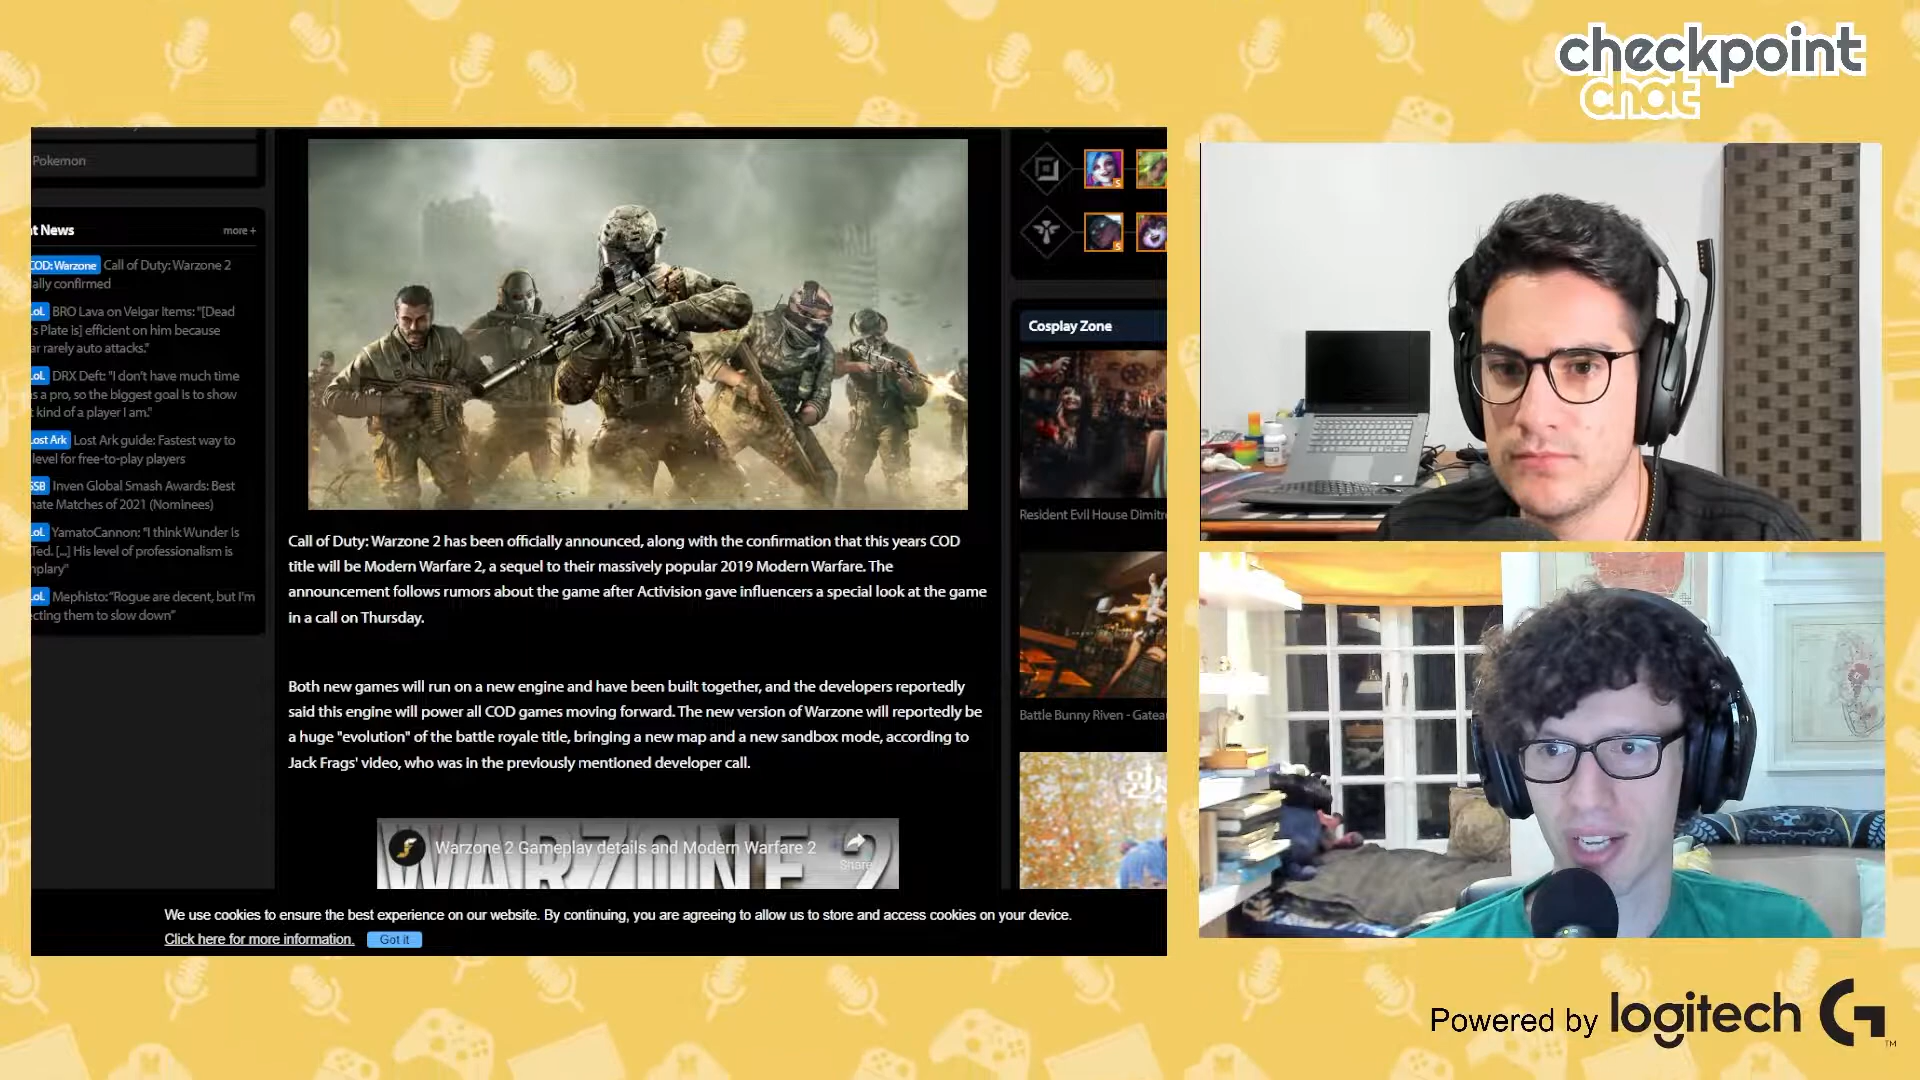 checkpoint
chat
Pokemon
t News
more +
COD: Warzone Call of Duty: Warzone 2
ally confirmed
LoL BRO Lava on Veigar Items: "[Dead
's Plate is] efficient on him because
ar rarely auto attacks."
LoL DRX Deft: "I don't have much time
s a pro, so the biggest goal is to show
kind of a player I am."
Lost Ark Lost Ark guide: Fastest way to
level for free-to-play players
SSB Inven Global Smash Awards: Best
nate Matches of 2021 (Nominees)
LoL YamatoCannon: "I think Wunder is
Ted. [...] His level of professionalism is
nplary"
LoL Mephisto: “Rogue are decent, but I'm
cting them to slow down”
Call of Duty: Warzone 2 has been officially announced, along with the confirmation that this years COD
title will be Modern Warfare 2, a sequel to their massively popular 2019 Modern Warfare. The
announcement follows rumors about the game after Activision gave influencers a special look at the game
in a call on Thursday.
Both new games will run on a new engine and have been built together, and the developers reportedly
said this engine will power all COD games moving forward. The new version of Warzone will reportedly be
a huge "evolution" of the battle royale title, bringing a new map and a new sandbox mode, according to
Jack Frags' video, who was in the previously mentioned developer call.
WARZONE 2
Warzone 2 Gameplay details and Modern Warfare 2
Share
Cosplay Zone
Resident Evil House Dimitre
Battle Bunny Riven - Gatea
We use cookies to ensure the best experience on our website. By continuing, you are agreeing to allow us to store and access cookies on your device.
Click here for more information.
Got it
Powered by logitech G
TM